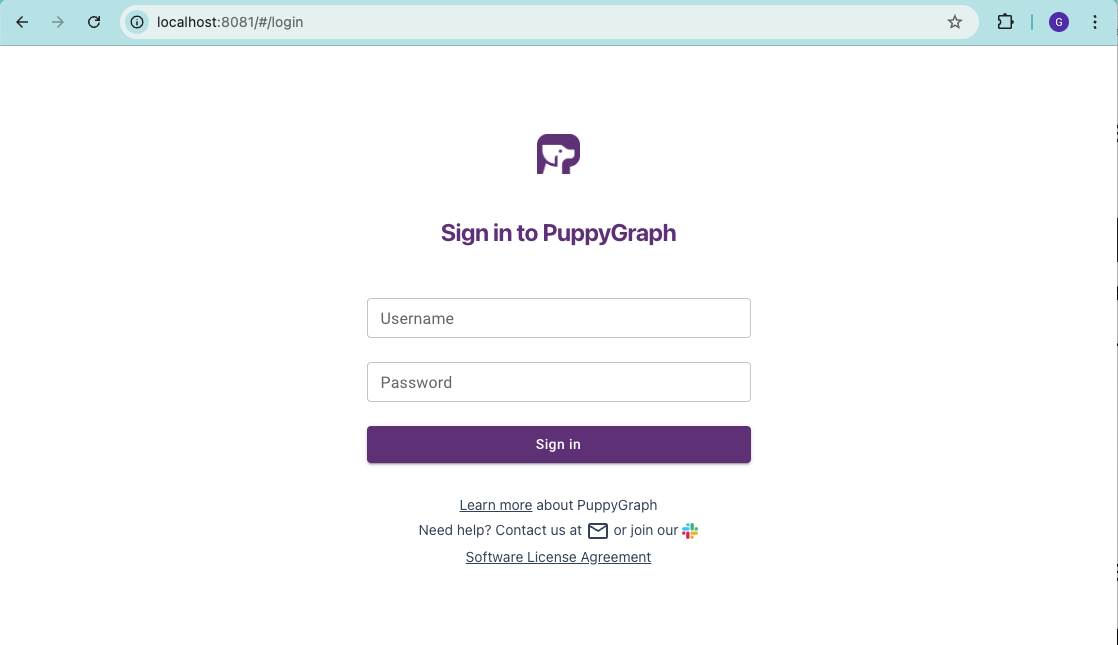 localhost:8081/#/login
G
Sign in to PuppyGraph
Username
Password
Sign in
Learn more about PuppyGraph
Need help? Contact us at or join our
Software License Agreement